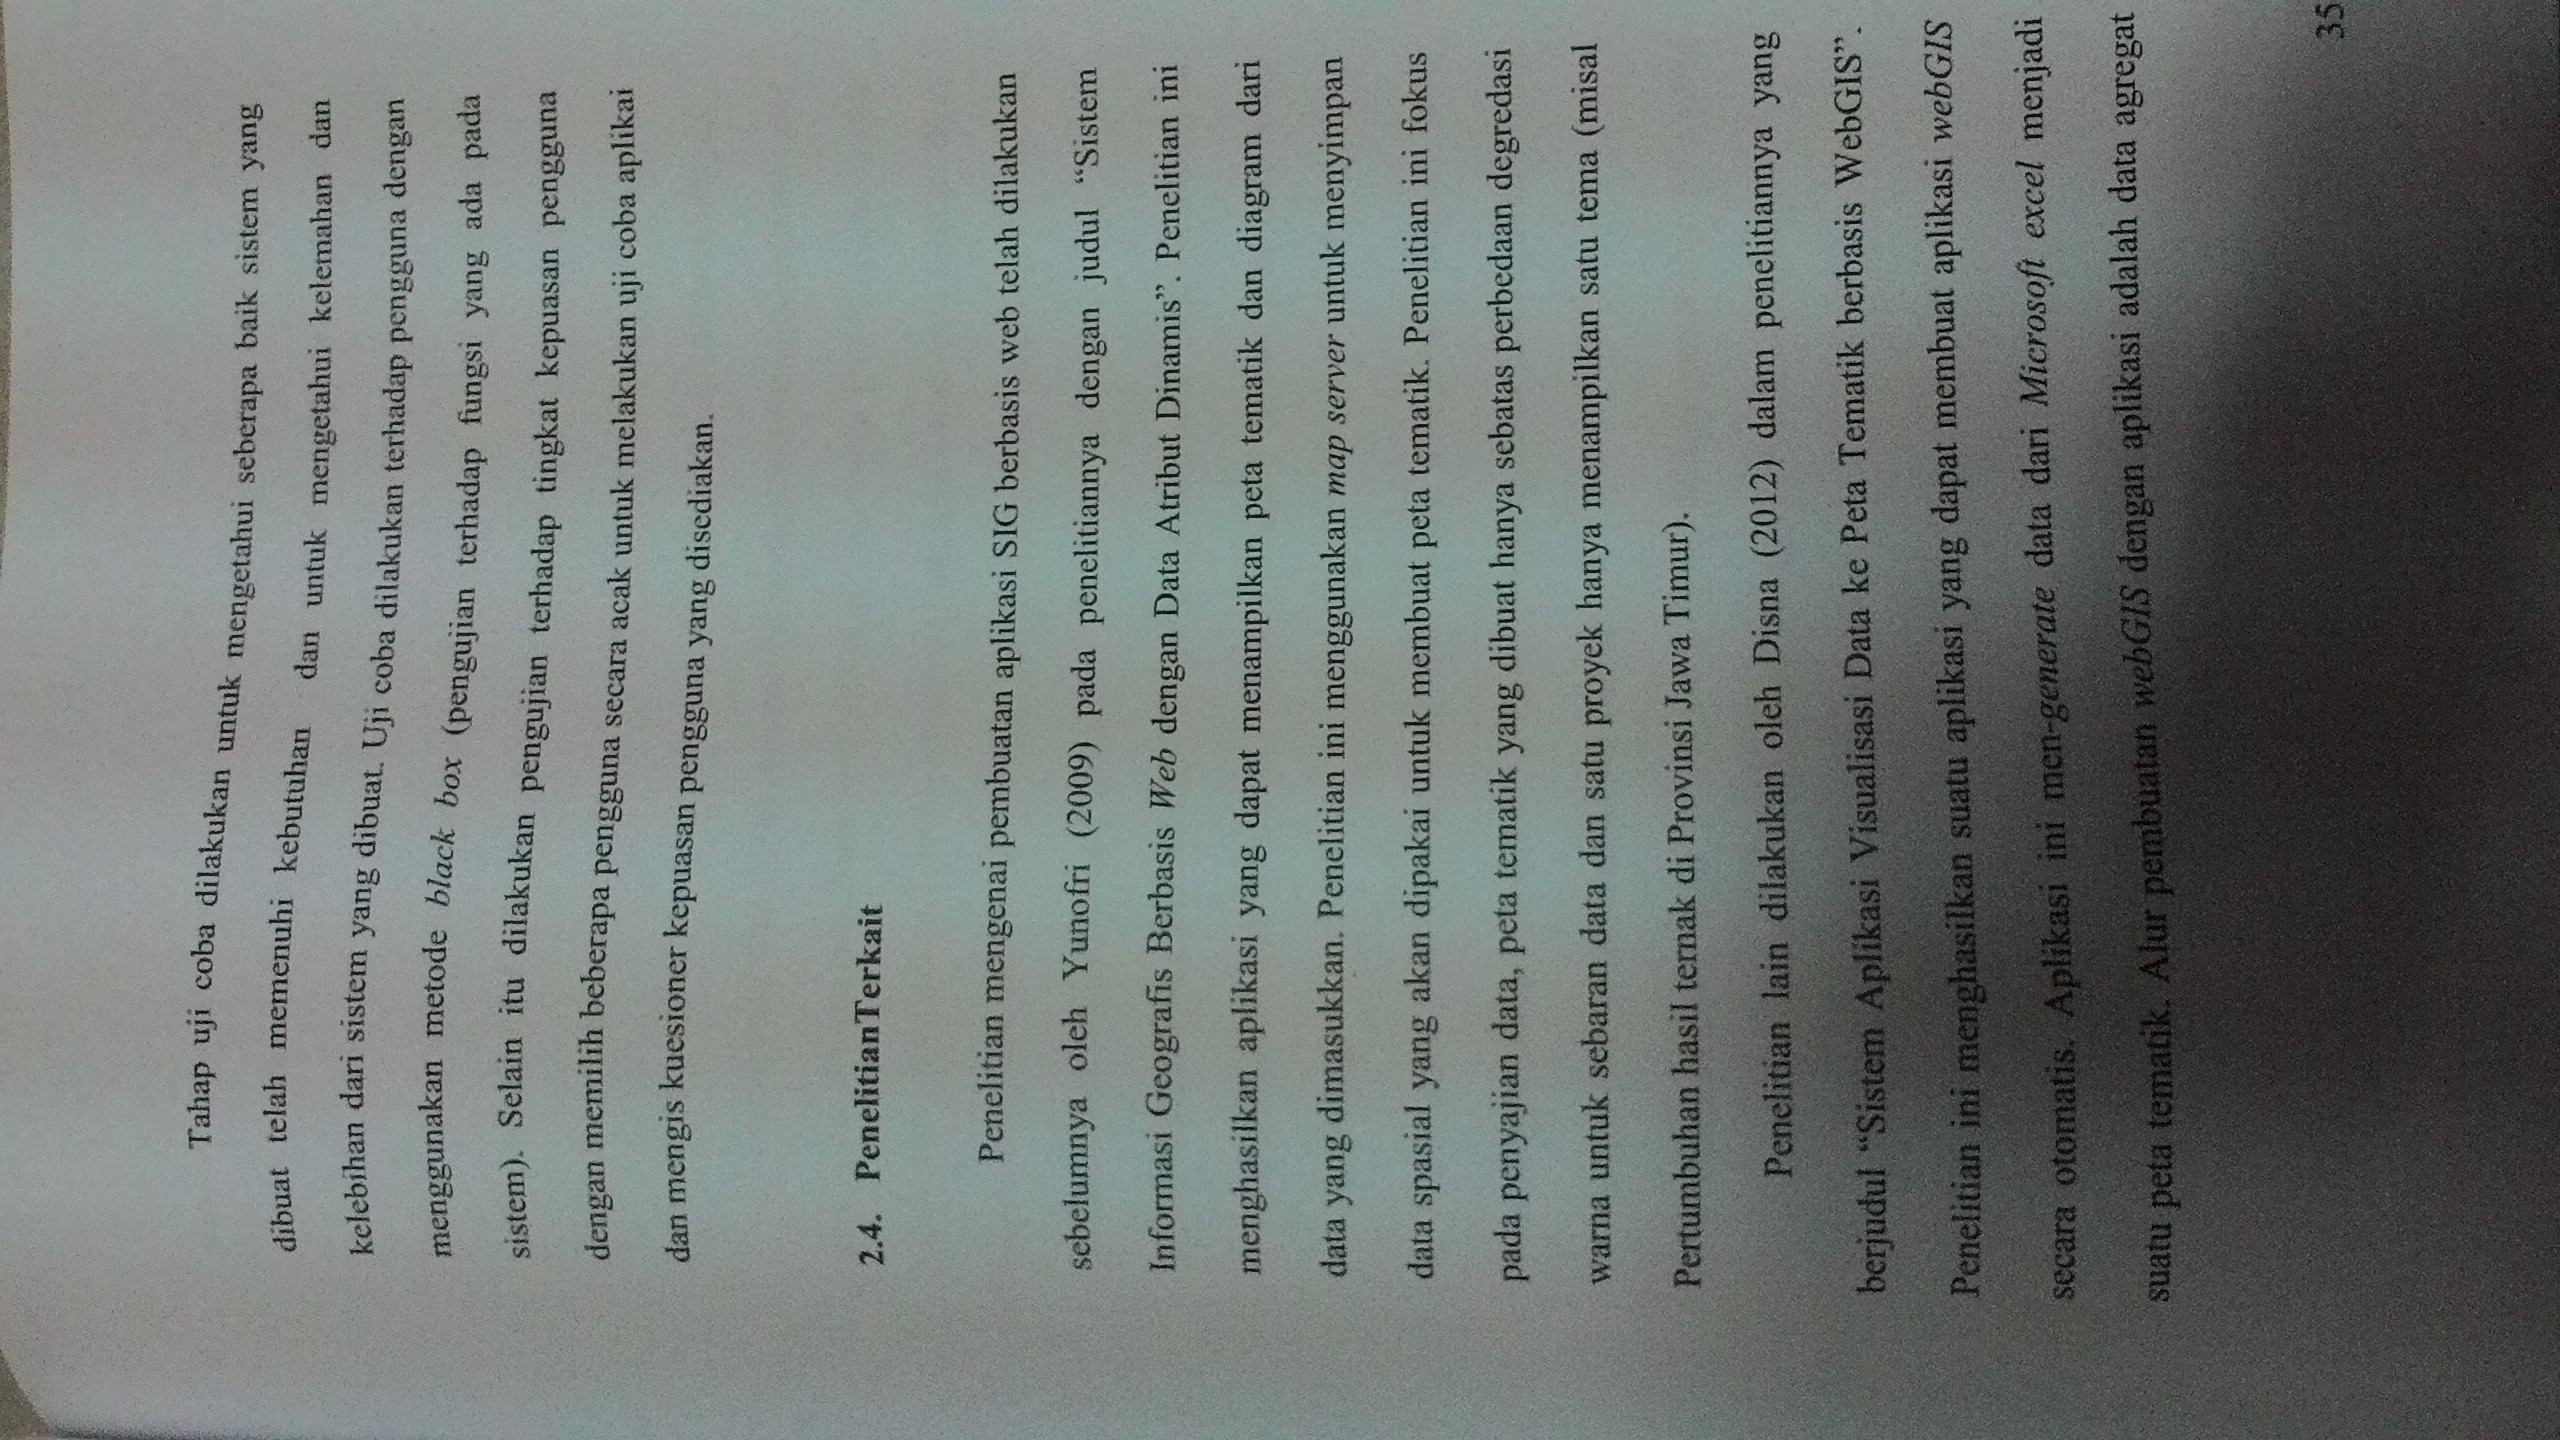 Tahap uji coba dilakukan untuk mengetahui seberapa baik sistem yang
dibuat telah memenuhi kebutuhan dan untuk mengetahui kelemahan dan
kelebihan dari sistem yang dibuat. Uji coba dilakukan terhadap pengguna dengan
menggunakan metode black box (pengujian terhadap fungsi yang ada pada
sistem). Selain itu dilakukan pengujian terhadap tingkat kepuasan pengguna
dengan memilih beberapa pengguna secara acak untuk melakukan uji coba aplikai
dan mengis kuesioner kepuasan pengguna yang disediakan.
2.4. PenelitianTerkait
Penelitian mengenai pembuatan aplikasi SIG berbasis web telah dilakukan
sebelumnya oleh Yunofri (2009) pada penelitiannya dengan judul “Sistem
Informasi Geografis Berbasis Web dengan Data Atribut Dinamis”. Penelitian ini
menghasilkan aplikasi yang dapat menampilkan peta tematik dan diagram dari
data yang dimasukkan. Penelitian ini menggunakan map server untuk menyimpan
data spasial yang akan dipakai untuk membuat peta tematik. Penelitian ini fokus
pada penyajian data, peta tematik yang dibuat hanya sebatas perbedaan degredasi
warna untuk sebaran data dan satu proyek hanya menampilkan satu tema (misal
Pertumbuhan hasil ternak di Provinsi Jawa Timur).
Penelitian lain dilakukan oleh Disna (2012) dalam penelitiannya yang
berjudul “Sistem Aplikasi Visualisasi Data ke Peta Tematik berbasis WebGIS”.
Penelitian ini menghasilkan suatu aplikasi yang dapat membuat aplikasi webGIS
secara otomatis. Aplikasi ini men-generate data dari Microsoft excel menjadi
suatu peta tematik. Alur pembuatan webGIS dengan aplikasi adalah data agregat
35